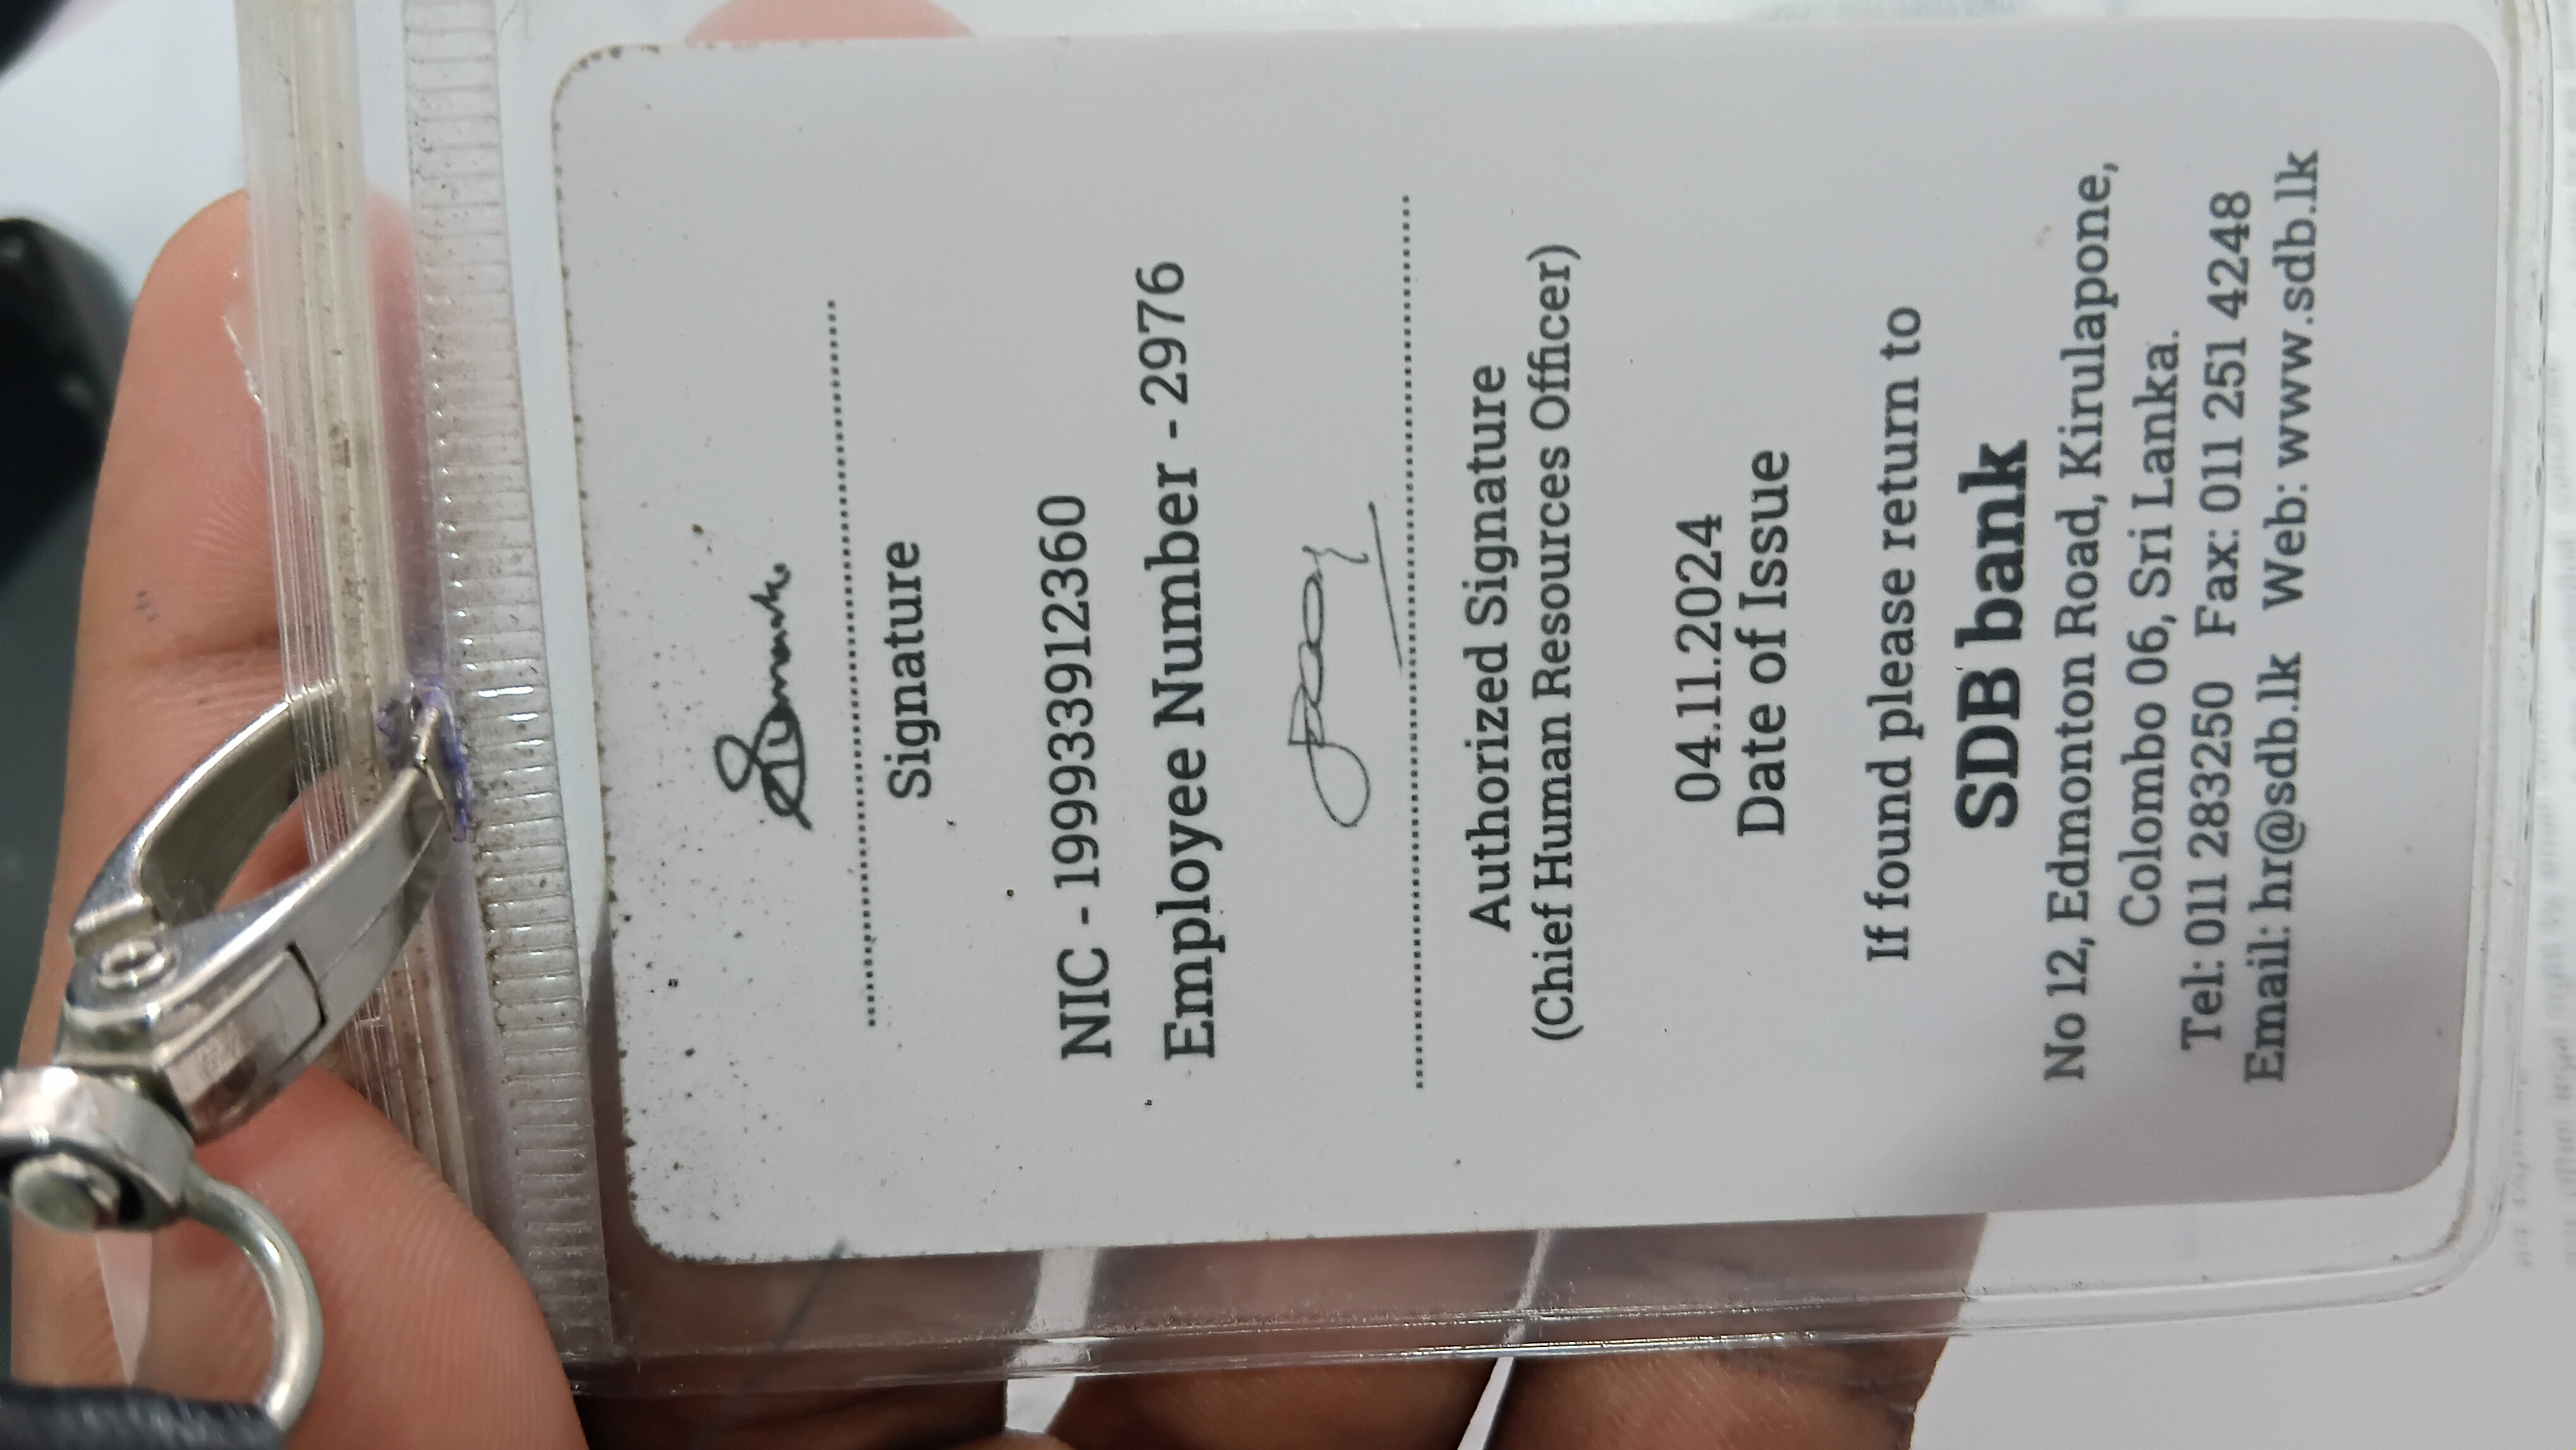 Signature
NIC - 199933912360
Employee Number - 2976
Authorized Signature
(Chief Human Resources Officer)
04.11.2024
Date of Issue
If found please return to
SDB bank
No 12, Edmonton Road, Kirulapone,
Colombo 06, Sri Lanka.
Tel: 011 283250 Fax: 011 251 4248
Email: hr@sdb.lk Web: www.sdb.lk